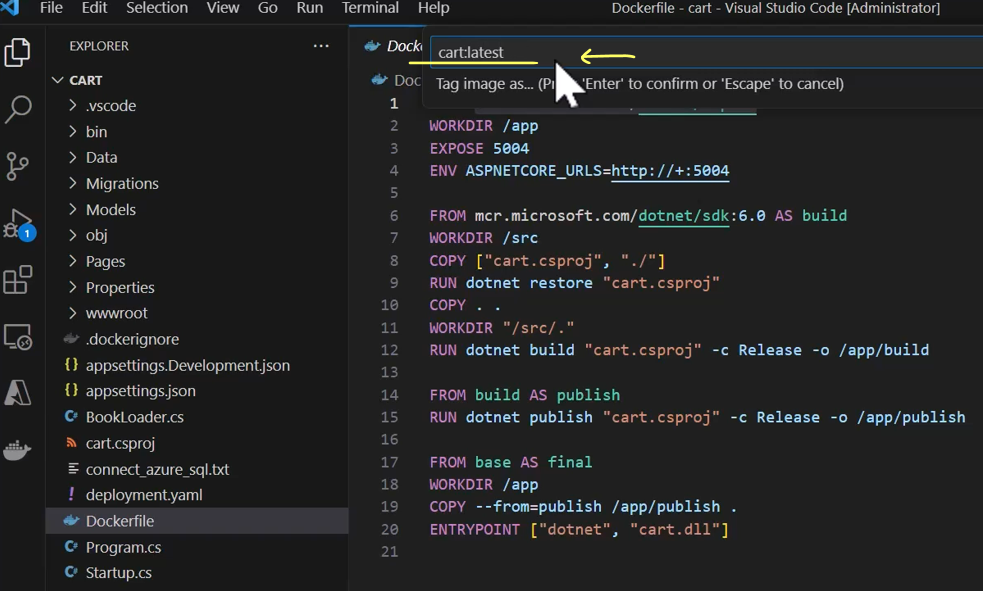 File Edit Selection View Go Run Terminal Help
Dockerfile - cart - Visual Studio Code [Administrator]
EXPLORER
CART
.vscode
bin
Data
Migrations
Models
obj
Pages
Properties
wwwroot
.dockerignore
appsettings.Development.json
appsettings.json
BookLoader.cs
cart.csproj
connect_azure_sql.txt
deployment.yaml
Dockerfile
Program.cs
Startup.cs
1
cart:latest
Tag image as... 'Enter' to confirm or 'Escape' to cancel)
1
2 WORKDIR /app
3 EXPOSE 5004
4 ENV ASPNETCORE_URLS=http://+:5004
5
6 FROM mcr.microsoft.com/dotnet/sdk:6.0 AS build
7 WORKDIR /src
8 COPY ["cart.csproj", "./"]
9 RUN dotnet restore "cart.csproj"
10 COPY . .
11 WORKDIR "/src/."
12 RUN dotnet build "cart.csproj" -c Release -o /app/build
13
14 FROM build AS publish
15 RUN dotnet publish "cart.csproj" -c Release -o /app/publish
16
17 FROM base AS final
18 WORKDIR /app
19 COPY --from=publish /app/publish .
20 ENTRYPOINT ["dotnet", "cart.dll"]
21